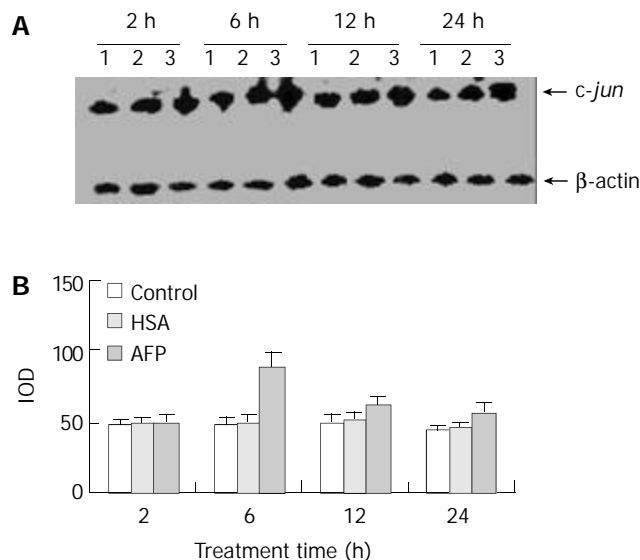 A
2 h 6 h 12 h 24 h
1 2 3 1 2 3 1 2 3 1 2 3
c-jun
β-actin
B
150
Control
HSA
100
AFP
IOD
50
0
2 6 12 24
Treatment time (h)